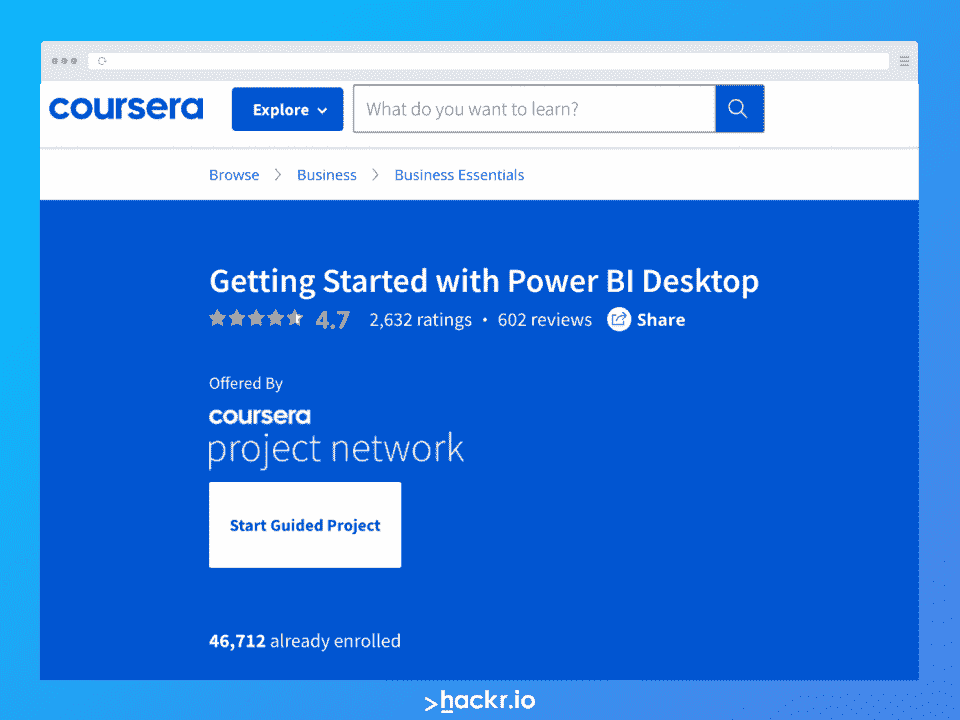 coursera Explore What do you want to learn?
Browse > Business > Business Essentials
Getting Started with Power BI Desktop
4.7 2,632 ratings • 602 reviews Share
Offered By
coursera
project network
Start Guided Project
46,712 already enrolled
>hackr.io